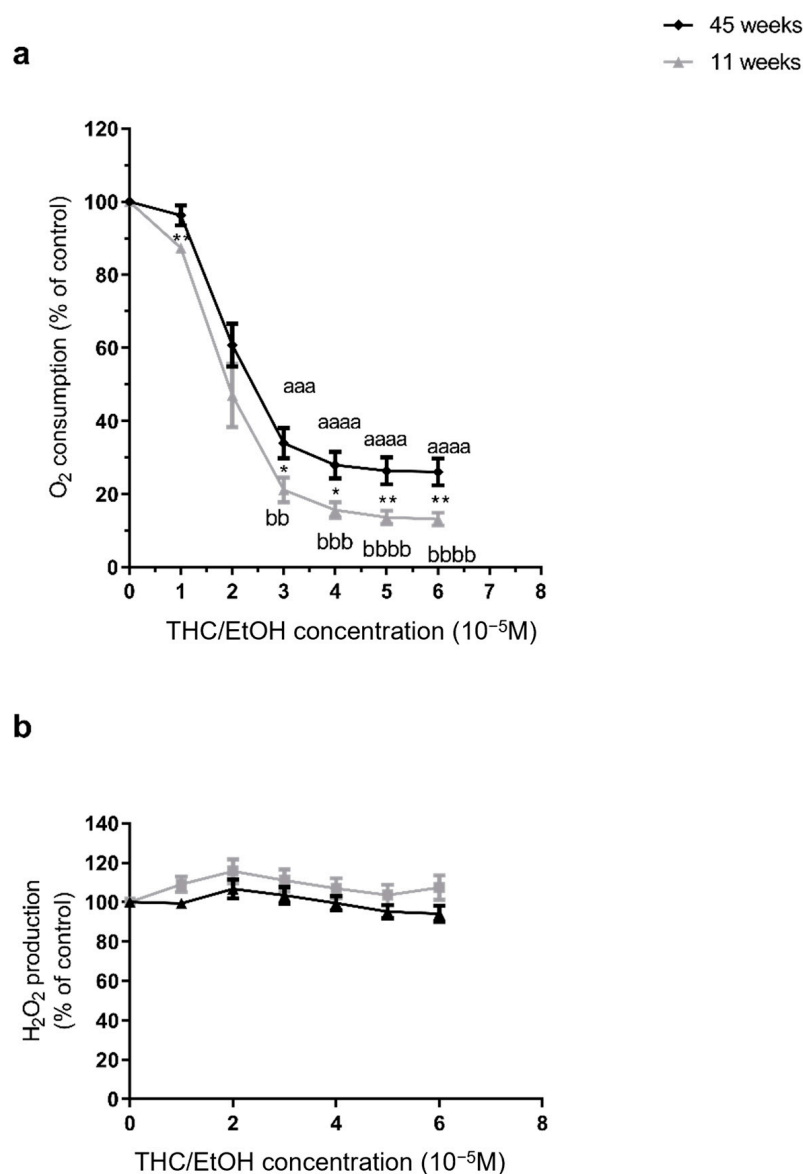 45 weeks
11 weeks
a
120
100
80
60
40
20
0
O₂ consumption (% of control)
**
aaa
aaaa
aaaa
aaaa
*
*
**
**
bb
bbb
bbbb
bbbb
0 1 2 3 4 5 6 7 8
THC/EtOH concentration (10⁻⁵M)
b
140
120
100
80
60
40
20
0
H₂O₂ production
(% of control)
0 2 4 6 8
THC/EtOH concentration (10⁻⁵M)